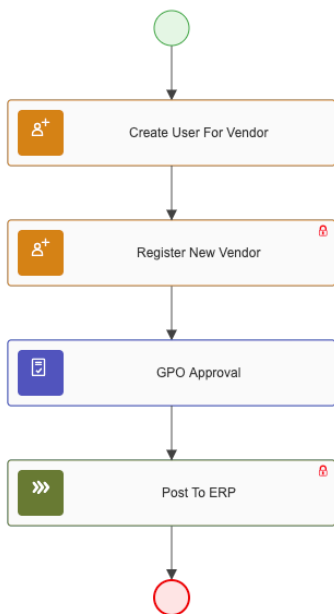 Create User For Vendor
Register New Vendor
GPO Approval
Post To ERP